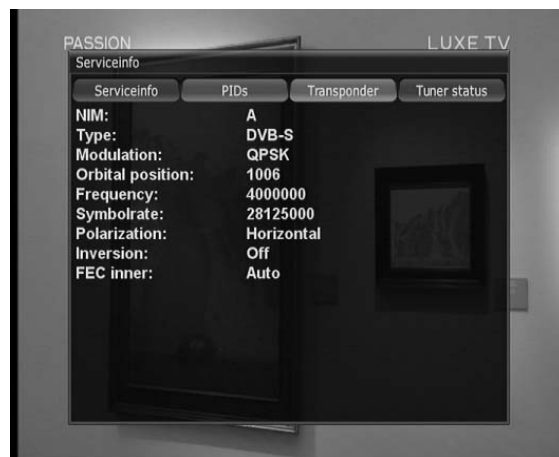 PASSION LUXE TV
Serviceinfo
Serviceinfo PIDs Transponder Tuner status
NIM: A
Type: DVB-S
Modulation: QPSK
Orbital position: 1006
Frequency: 4000000
Symbolrate: 28125000
Polarization: Horizontal
Inversion: Off
FEC inner: Auto